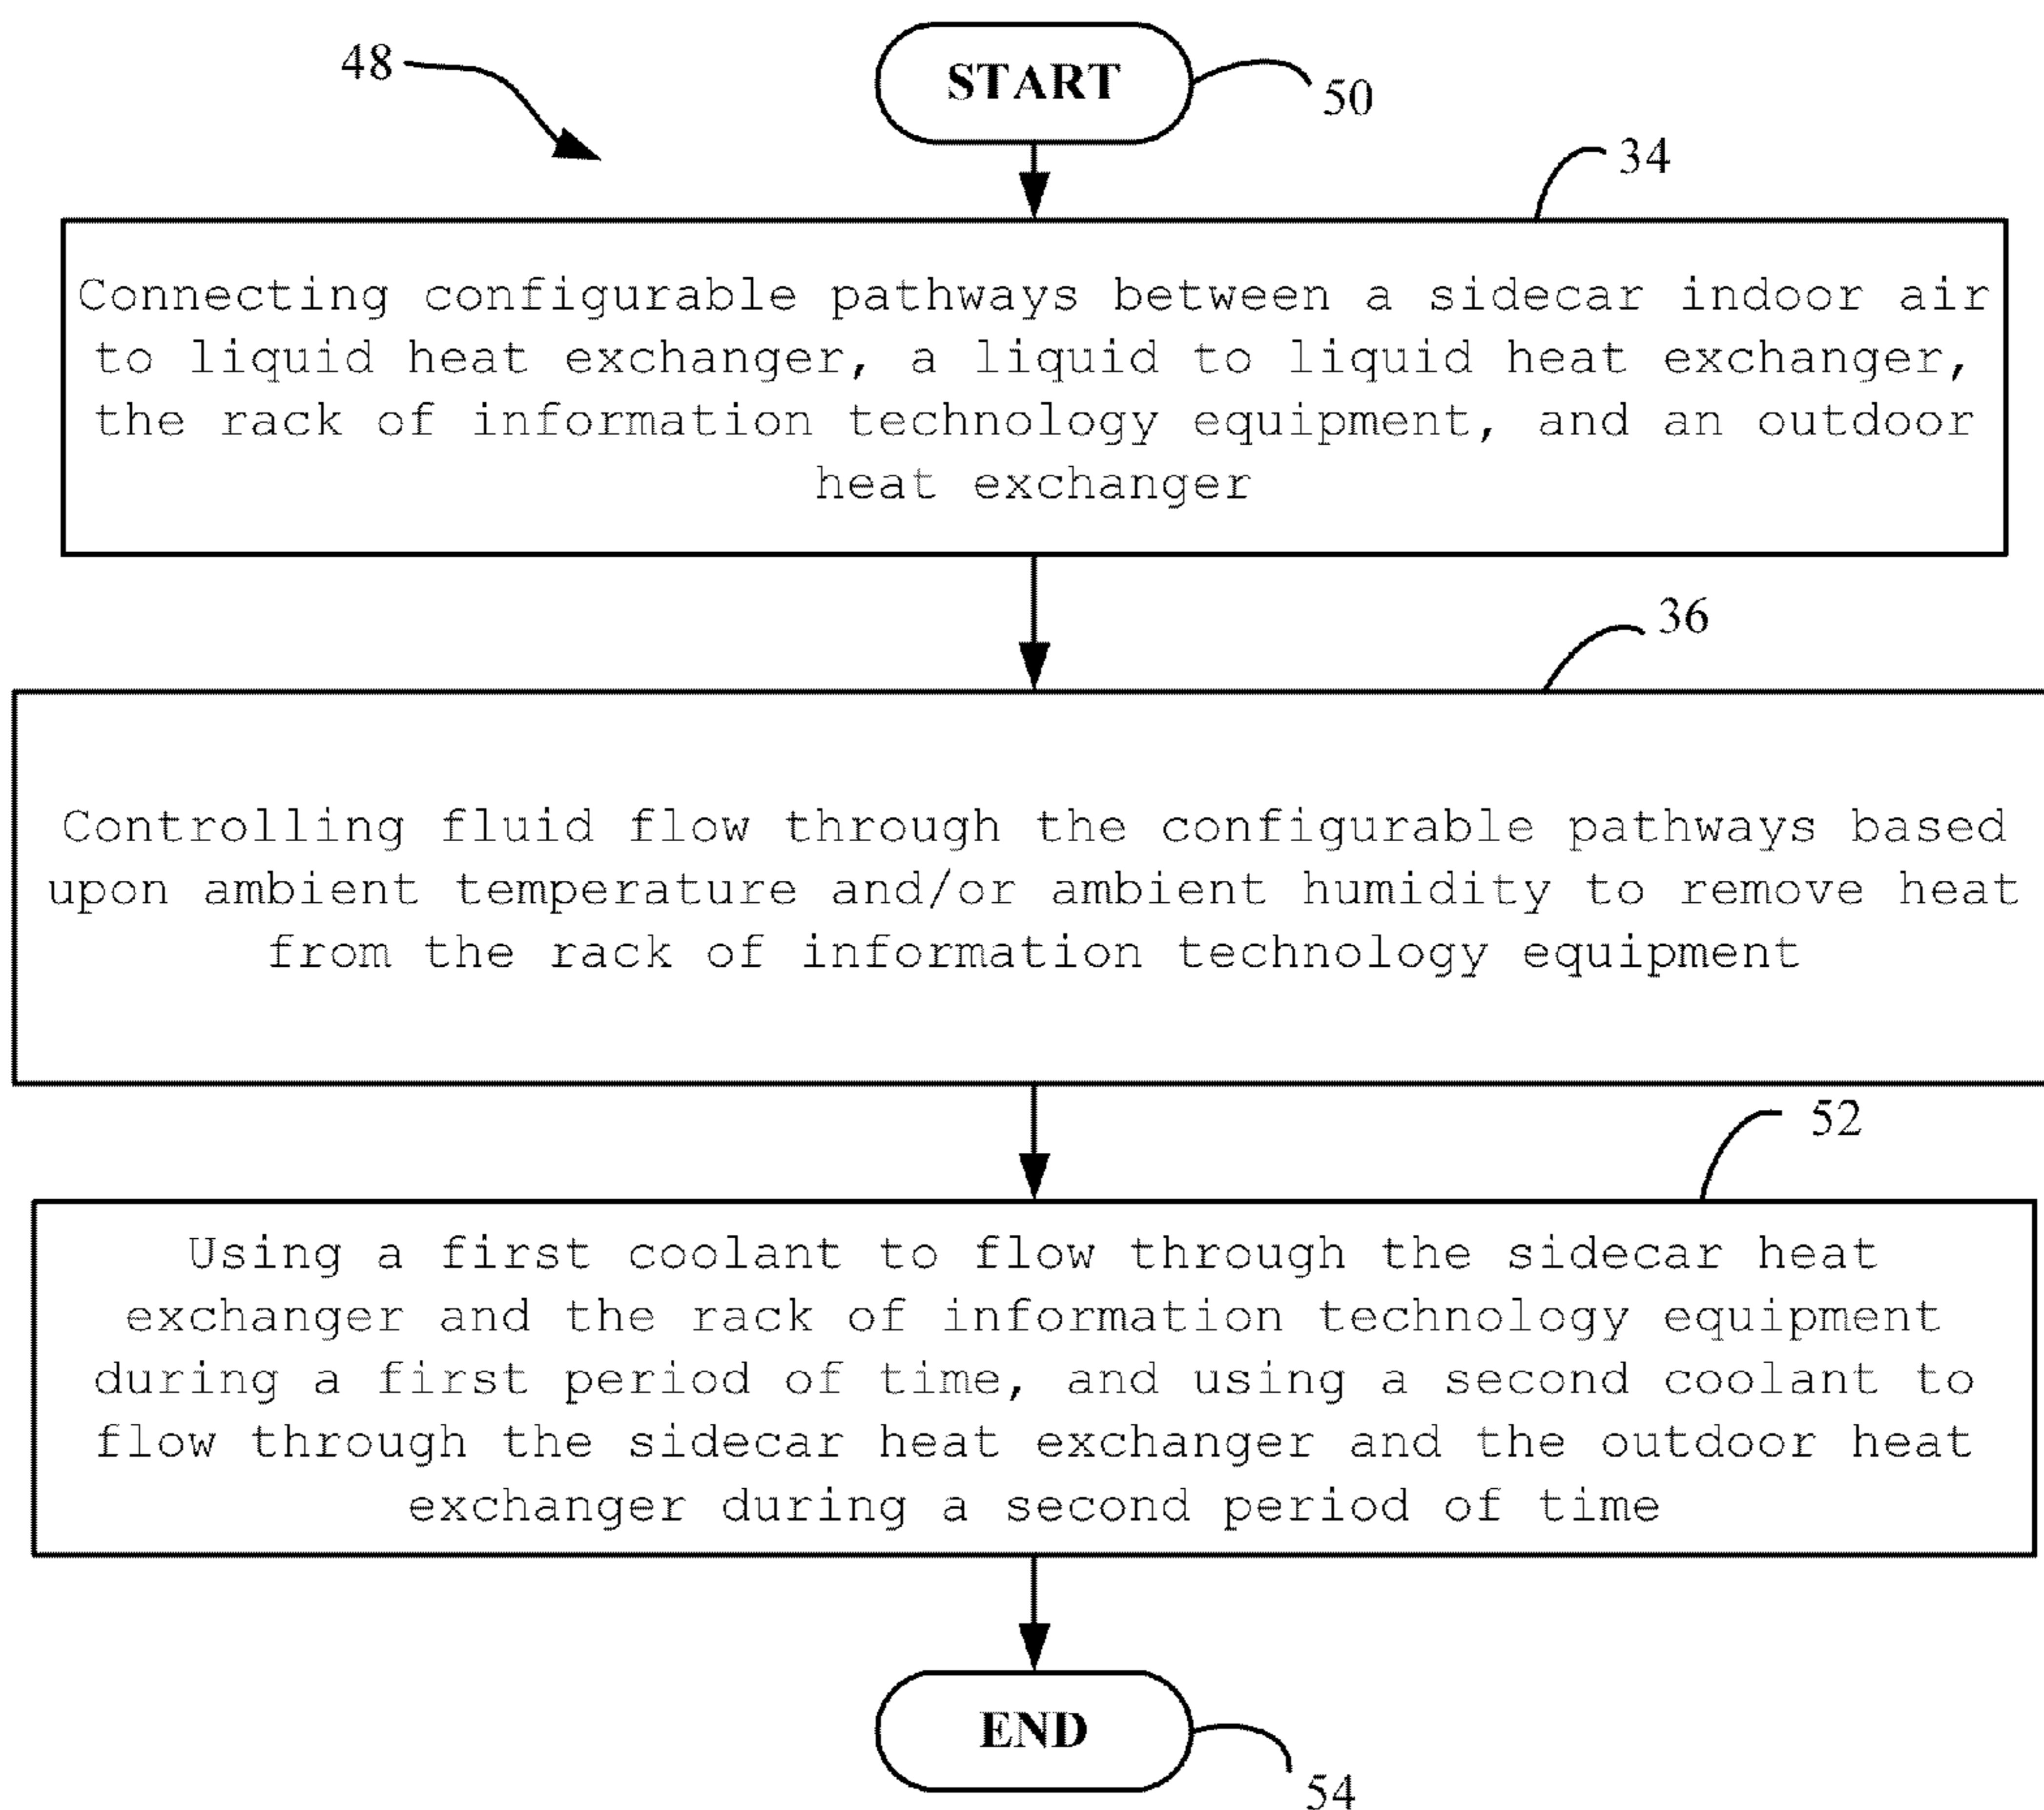 48
START
50
34
Connecting configurable pathways between a sidecar indoor air
to liquid heat exchanger, a liquid to liquid heat exchanger,
the rack of information technology equipment, and an outdoor
heat exchanger
36
Controlling fluid flow through the configurable pathways based
upon ambient temperature and/or ambient humidity to remove heat
from the rack of information technology equipment
52
Using a first coolant to flow through the sidecar heat
exchanger and the rack of information technology equipment
during a first period of time, and using a second coolant to
flow through the sidecar heat exchanger and the outdoor heat
exchanger during a second period of time
END
54